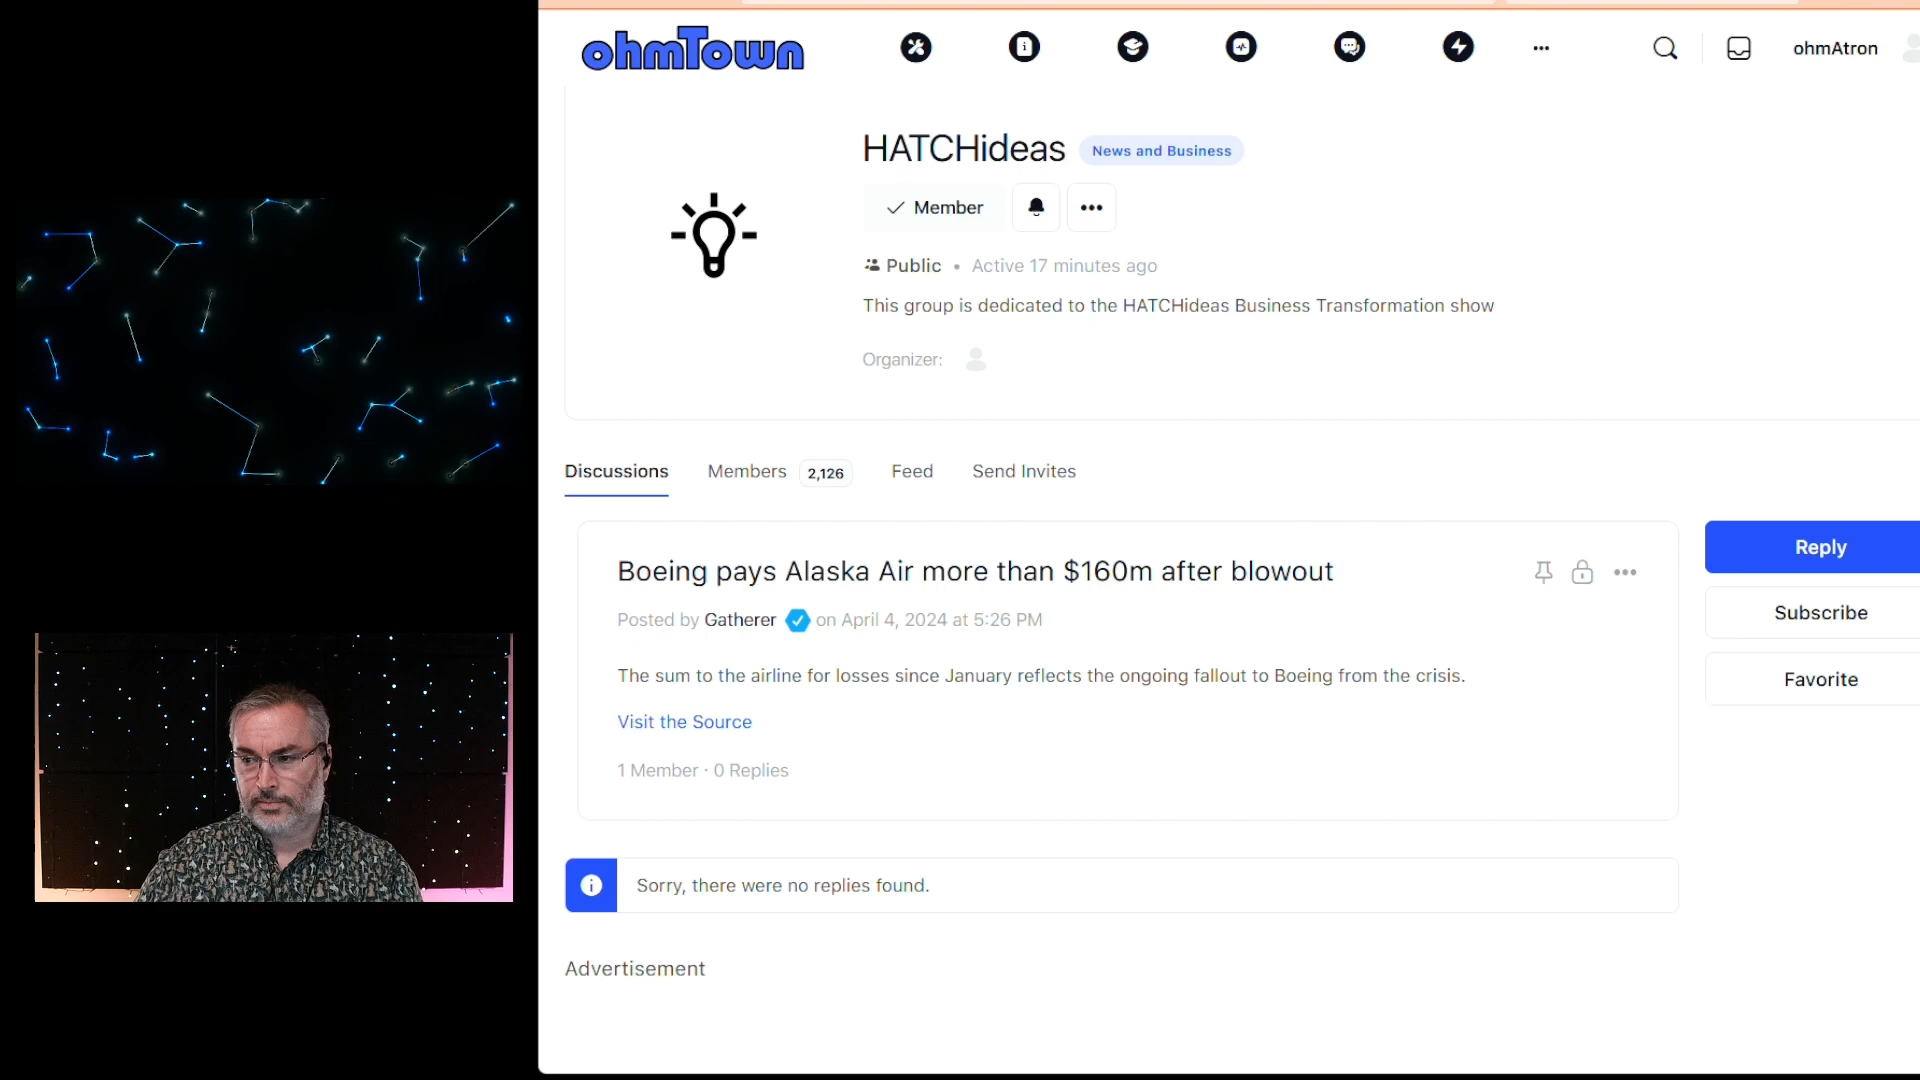 ohmTown
ohmAtron
HATCHideas News and Business
Member
Public • Active 17 minutes ago
This group is dedicated to the HATCHideas Business Transformation show
Organizer:
Discussions Members 2,126 Feed Send Invites
Boeing pays Alaska Air more than $160m after blowout
Posted by Gatherer on April 4, 2024 at 5:26 PM
The sum to the airline for losses since January reflects the ongoing fallout to Boeing from the crisis.
Visit the Source
1 Member · 0 Replies
Reply
Subscribe
Favorite
Sorry, there were no replies found.
Advertisement